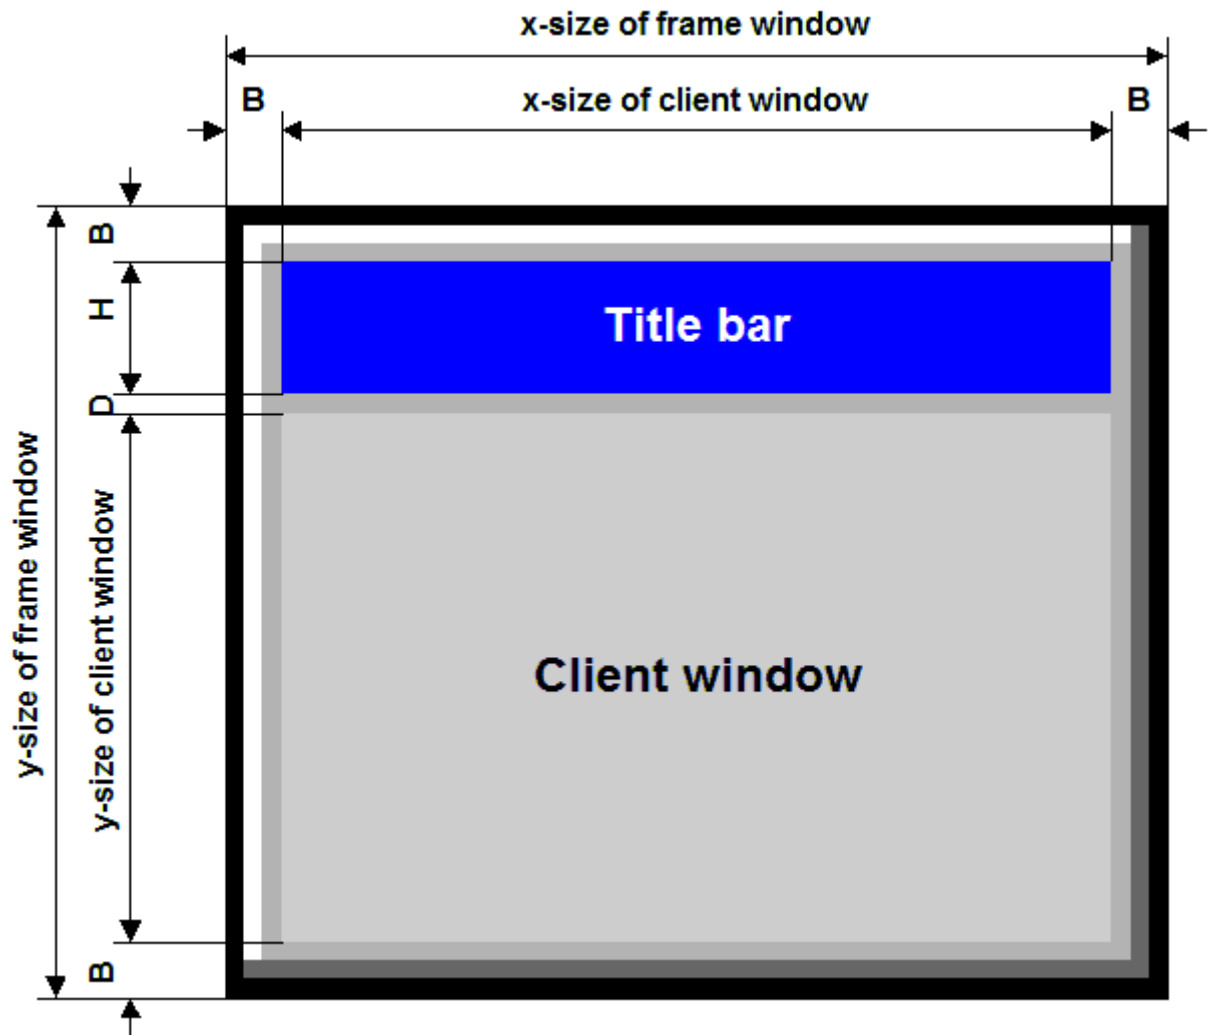 x-size of frame window
B
x-size of client window
B
B
H
D
y-size of frame window
y-size of client window
B
Title bar
Client window